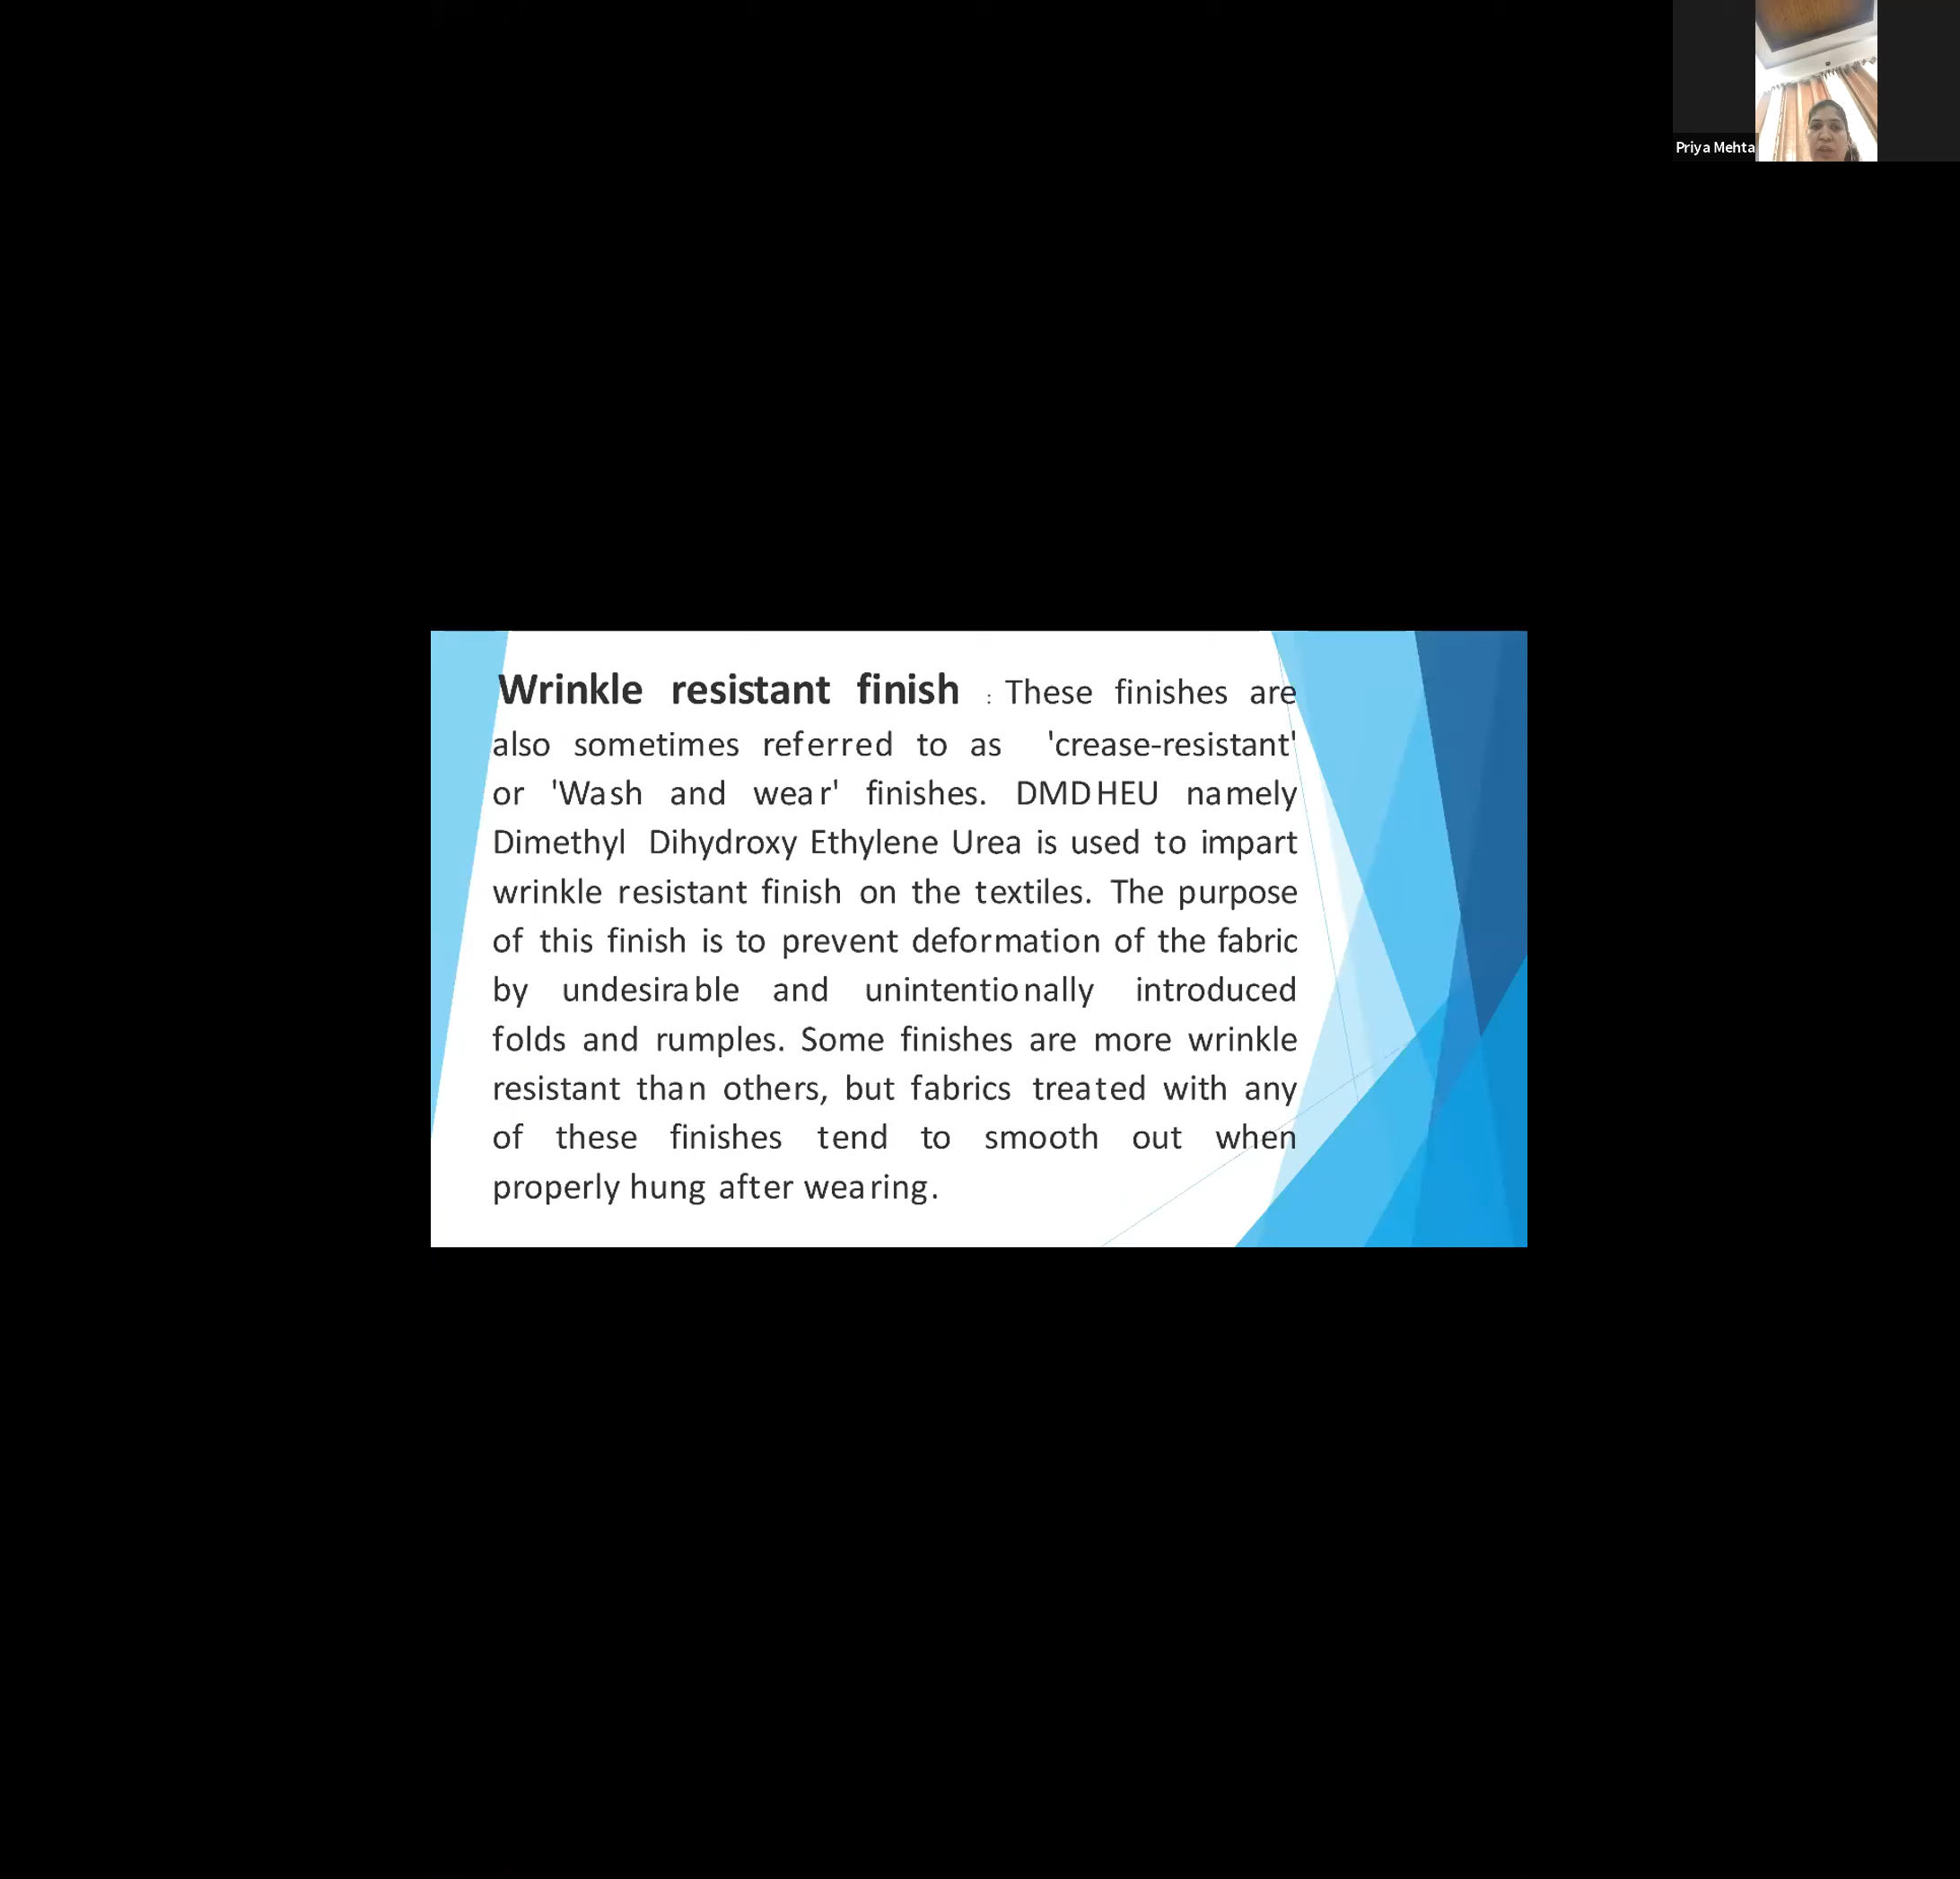 Priya Mehta
Wrinkle resistant finish : These finishes are
also sometimes referred to as 'crease-resistant'
or 'Wash and wear' finishes. DMDHEU namely
Dimethyl Dihydroxy Ethylene Urea is used to impart
wrinkle resistant finish on the textiles. The purpose
of this finish is to prevent deformation of the fabric
by undesirable and unintentionally introduced
folds and rumples. Some finishes are more wrinkle
resistant than others, but fabrics treated with any
of these finishes tend to smooth out when
properly hung after wearing.